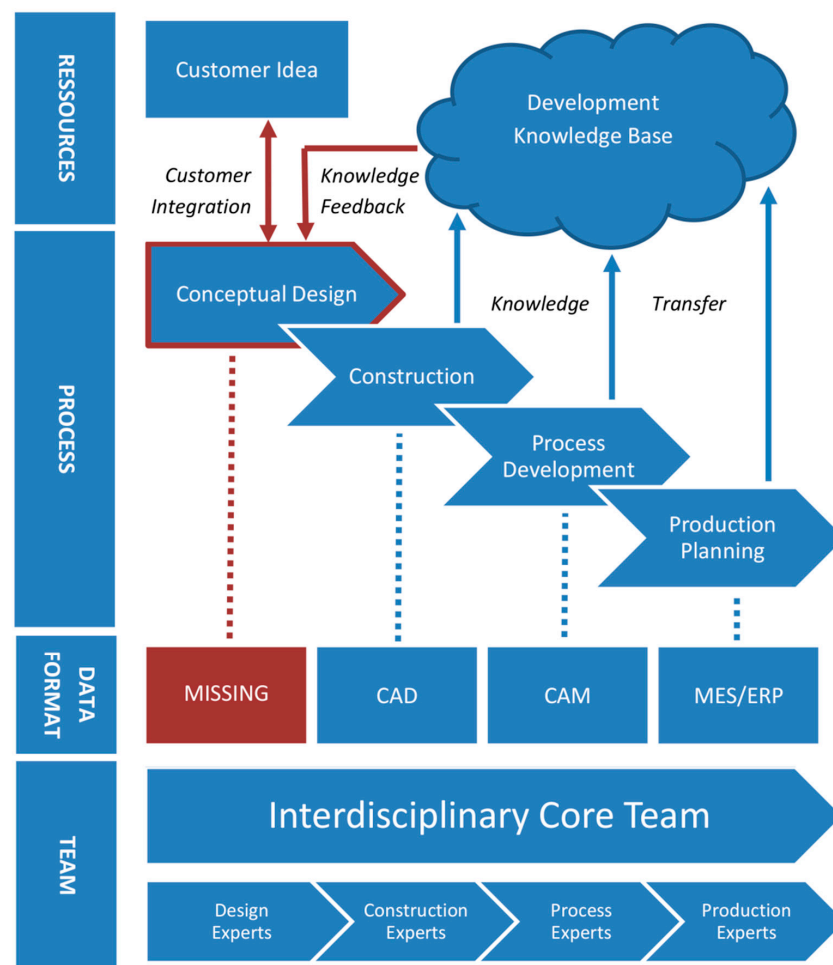 RESSOURCES
Customer Idea
Development
Knowledge Base
Customer
Integration
Knowledge
Feedback
PROCESS
Conceptual Design
Knowledge
Transfer
Construction
Process
Development
Production
Planning
DATA
FORMAT
MISSING
CAD
CAM
MES/ERP
TEAM
Interdisciplinary Core Team
Design
Experts
Construction
Experts
Process
Experts
Production
Experts